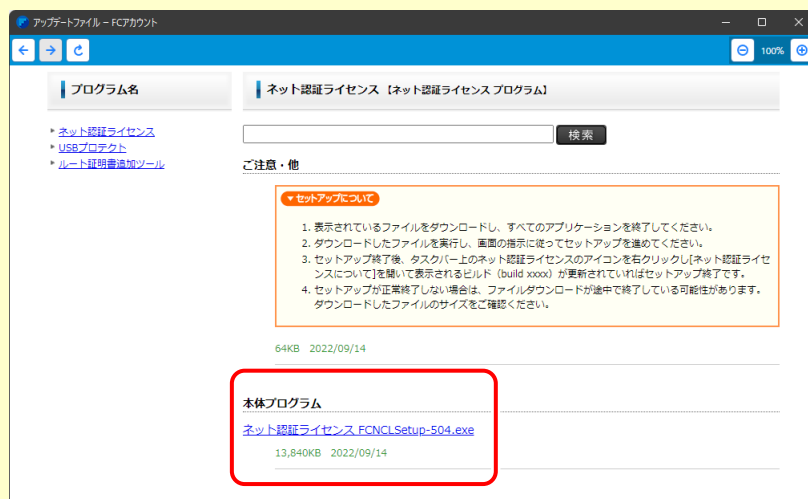 アップデートファイル − FCアカウント
100%
プログラム名
ネット認証ライセンス 【ネット認証ライセンス プログラム】
ネット認証ライセンス
USBプロテクト
ルート証明書追加ツール
検索
ご注意・他
▼セットアップについて
1. 表示されているファイルをダウンロードし、すべてのアプリケーションを終了してください。
2. ダウンロードしたファイルを実行し、画面の指示に従ってセットアップを進めてください。
3. セットアップ終了後、タスクバー上のネット認証ライセンスのアイコンを右クリックし[ネット認証ライセ
ンスについて]を開いて表示されるビルド（build xxxx）が更新されていればセットアップ終了です。
4. セットアップが正常終了しない場合は、ファイルダウンロードが途中で終了している可能性があります。
ダウンロードしたファイルのサイズをご確認ください。
64KB 2022/09/14
本体プログラム
ネット認証ライセンス FCNCLSetup-504.exe
13,840KB 2022/09/14